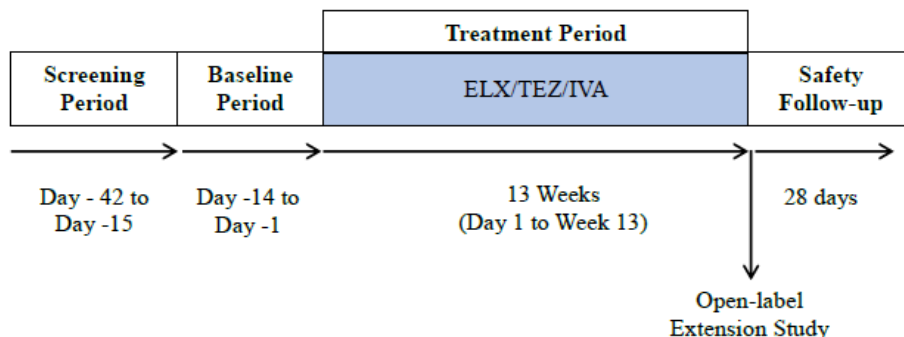 Treatment Period
Screening
Period
Baseline
Period
ELX/TEZ/IVA
Safety
Follow-up
Day - 42 to
Day -15
Day -14 to
Day -1
13 Weeks
(Day 1 to Week 13)
28 days
Open-label
Extension Study